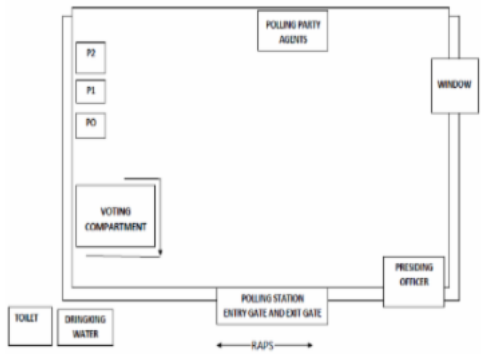 POLLING PARTY
AGENTS
P2
WINDOW
P1
PO
VOTING
COMPARTMENT
PRESIDING
OFFICER
POLLING STATION
ENTRY GATE AND EXIT GATE
TOILET
DRINGKING
WATER
RAPS